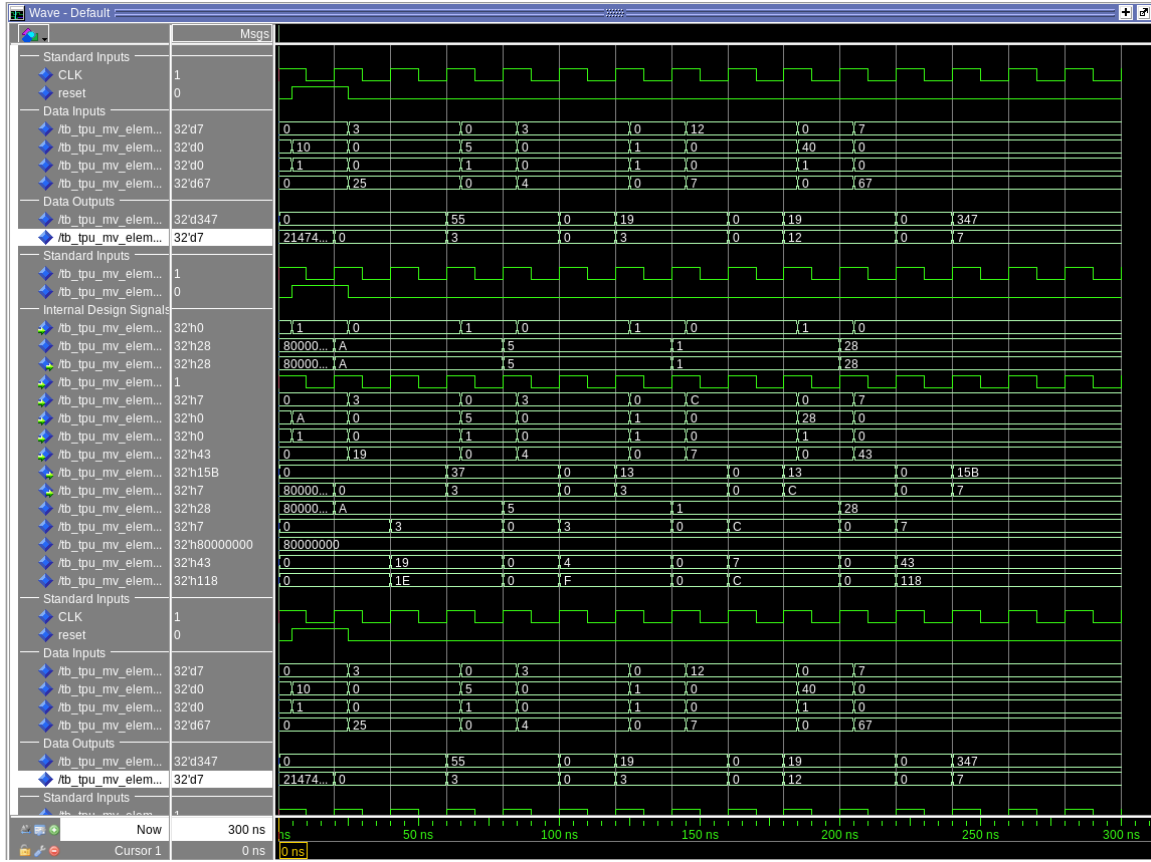 Wave - Default
Msgs
Standard Inputs
CLK 1
reset 0
Data Inputs
/tb_tpu_mv_elem... 32'd7 0 3 0 3 0 12 0 7
/tb_tpu_mv_elem... 32'd0 10 0 5 0 1 0 40 0
/tb_tpu_mv_elem... 32'd0 1 0 1 0 1 0 1 0
/tb_tpu_mv_elem... 32'd67 0 25 0 4 0 7 0 67
Data Outputs
/tb_tpu_mv_elem... 32'd347 0 55 0 19 0 19 0 347
/tb_tpu_mv_elem... 32'd7 21474... 0 3 0 3 0 12 0 7
Standard Inputs
/tb_tpu_mv_elem... 1
/tb_tpu_mv_elem... 0
Internal Design Signals
/tb_tpu_mv_elem... 32'h0 1 0 1 0 1 0 1 0
/tb_tpu_mv_elem... 32'h28 80000... A 5 1 28
/tb_tpu_mv_elem... 32'h28 80000... A 5 1 28
/tb_tpu_mv_elem... 1
/tb_tpu_mv_elem... 32'h7 0 3 0 3 0 C 0 7
/tb_tpu_mv_elem... 32'h0 A 0 5 0 1 0 28 0
/tb_tpu_mv_elem... 32'h0 1 0 1 0 1 0 1 0
/tb_tpu_mv_elem... 32'h43 0 19 0 4 0 7 0 43
/tb_tpu_mv_elem... 32'h15B 0 37 0 13 0 13 0 15B
/tb_tpu_mv_elem... 32'h7 80000... 0 3 0 3 0 C 0 7
/tb_tpu_mv_elem... 32'h28 80000... A 5 1 28
/tb_tpu_mv_elem... 32'h7 0 3 0 3 0 C 0 7
/tb_tpu_mv_elem... 32'h80000000 80000000
/tb_tpu_mv_elem... 32'h43 0 19 0 4 0 7 0 43
/tb_tpu_mv_elem... 32'h118 0 1E 0 F 0 C 0 118
Standard Inputs
CLK 1
reset 0
Data Inputs
/tb_tpu_mv_elem... 32'd7 0 3 0 3 0 12 0 7
/tb_tpu_mv_elem... 32'd0 10 0 5 0 1 0 40 0
/tb_tpu_mv_elem... 32'd0 1 0 1 0 1 0 1 0
/tb_tpu_mv_elem... 32'd67 0 25 0 4 0 7 0 67
Data Outputs
/tb_tpu_mv_elem... 32'd347 0 55 0 19 0 19 0 347
/tb_tpu_mv_elem... 32'd7 21474... 0 3 0 3 0 12 0 7
Standard Inputs
Now 300 ns ns 50 ns 100 ns 150 ns 200 ns 250 ns 300 ns
Cursor 1 0 ns 0 ns